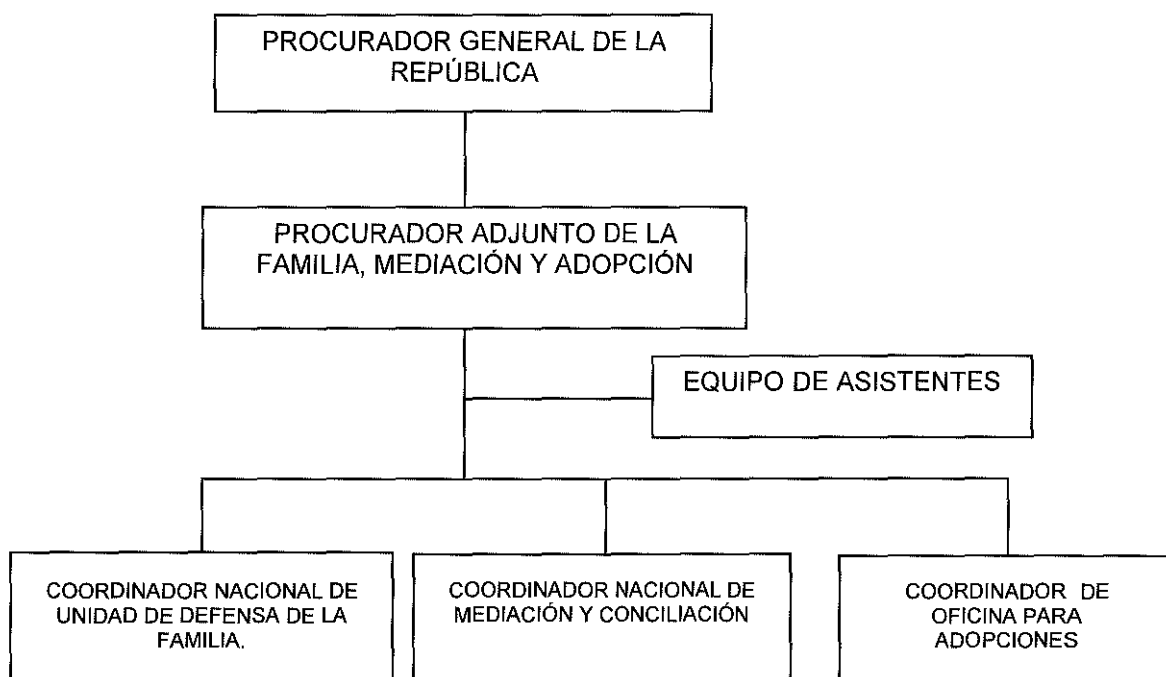 PROCURADOR GENERAL DE LA
REPÚBLICA
PROCURADOR ADJUNTO DE LA
FAMILIA, MEDIACIÓN Y ADOPCIÓN
EQUIPO DE ASISTENTES
COORDINADOR NACIONAL DE
UNIDAD DE DEFENSA DE LA
FAMILIA.
COORDINADOR NACIONAL DE
MEDIACIÓN Y CONCILIACIÓN
COORDINADOR DE
OFICINA PARA
ADOPCIONES